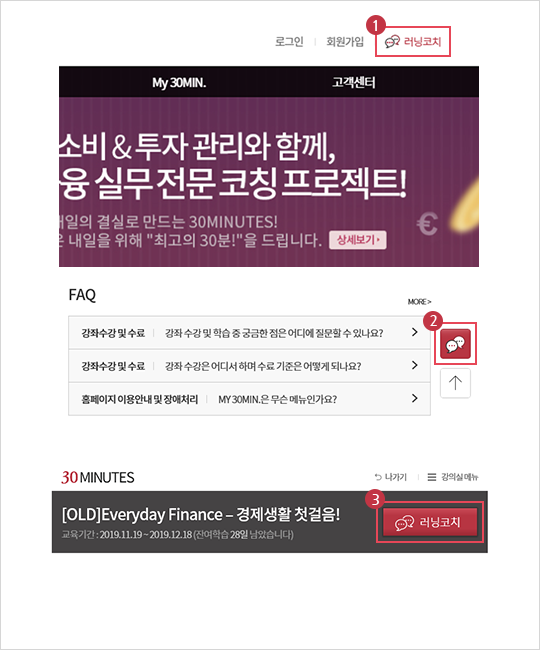 1
로그인 회원가입 러닝코치
My 30MIN. 고객센터
소비 & 투자 관리와 함께,
융 실무 전문 코칭 프로젝트!
내일의 결실로 만드는 30MINUTES!
은 내일을 위해 "최고의 30분!"을 드립니다. 상세보기
€
FAQ
MORE >
2
강좌수강 및 수료 강좌 수강 및 학습 중 궁금한 점은 어디에 질문할 수 있나요?
강좌수강 및 수료 강좌 수강은 어디서 하며 수료 기준은 어떻게 되나요?
홈페이지 이용안내 및 장애처리 MY 30MIN.은 무슨 메뉴인가요?
30 MINUTES 나가기 강의실 메뉴
3
[OLD]Everyday Finance – 경제생활 첫걸음! 러닝코치
교육기간 : 2019.11.19 ~ 2019.12.18 (잔여학습 28일 남았습니다)